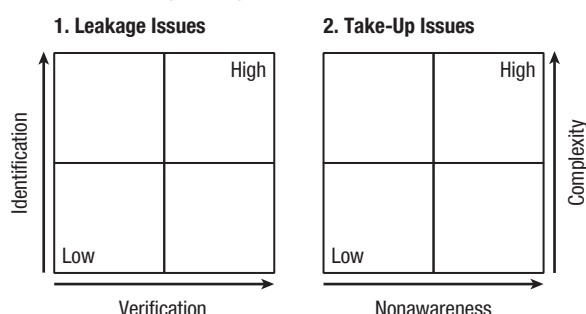 1. Leakage Issues
2. Take-Up Issues
High
High
Identification
Complexity
Low
Low
Verification
Nonawareness